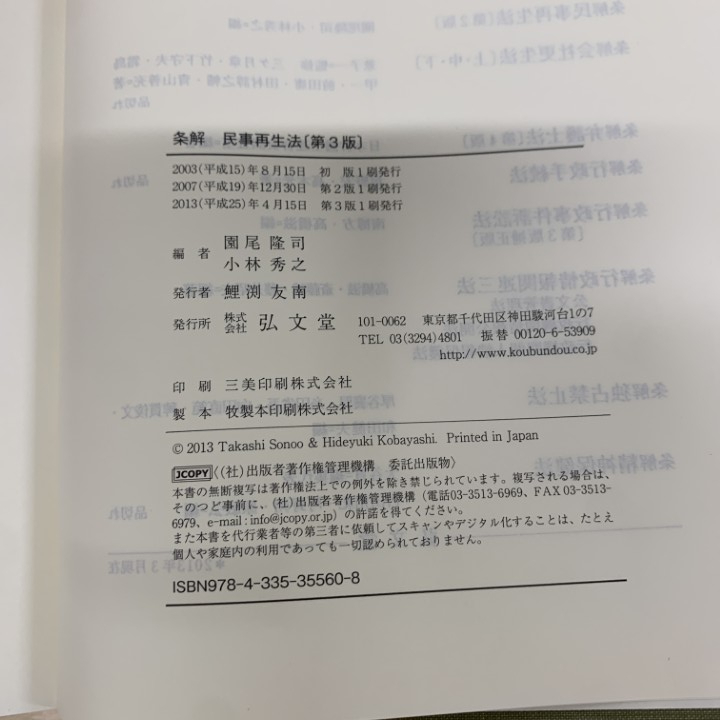 条解 民事再生法〔第3版〕
2003(平成15)年8月15日 初 版1刷発行
2007(平成19)年12月30日 第2版1刷発行
2013(平成25)年4月15日 第3版1刷発行
編者 園尾隆司
小林秀之
発行者 鯉渕友南
発行所 株式会社 弘文堂 101-0062 東京都千代田区神田駿河台1の7
TEL 03(3294)4801 振替 00120-6-53909
http://www.koubundou.co.jp
印刷 三美印刷株式会社
製本 牧製本印刷株式会社
© 2013 Takashi Sonoo & Hideyuki Kobayashi. Printed in Japan
JCOPY〈(社)出版者著作権管理機構 委託出版物〉
本書の無断複写は著作権法上での例外を除き禁じられています。複写される場合は、
そのつど事前に、(社)出版者著作権管理機構(電話03-3513-6969、FAX 03-3513-
6979、e-mail : info@jcopy.or.jp)の許諾を得てください。
また本書を代行業者等の第三者に依頼してスキャンやデジタル化することは、たとえ
個人や家庭内の利用であっても一切認められておりません。
ISBN978-4-335-35560-8